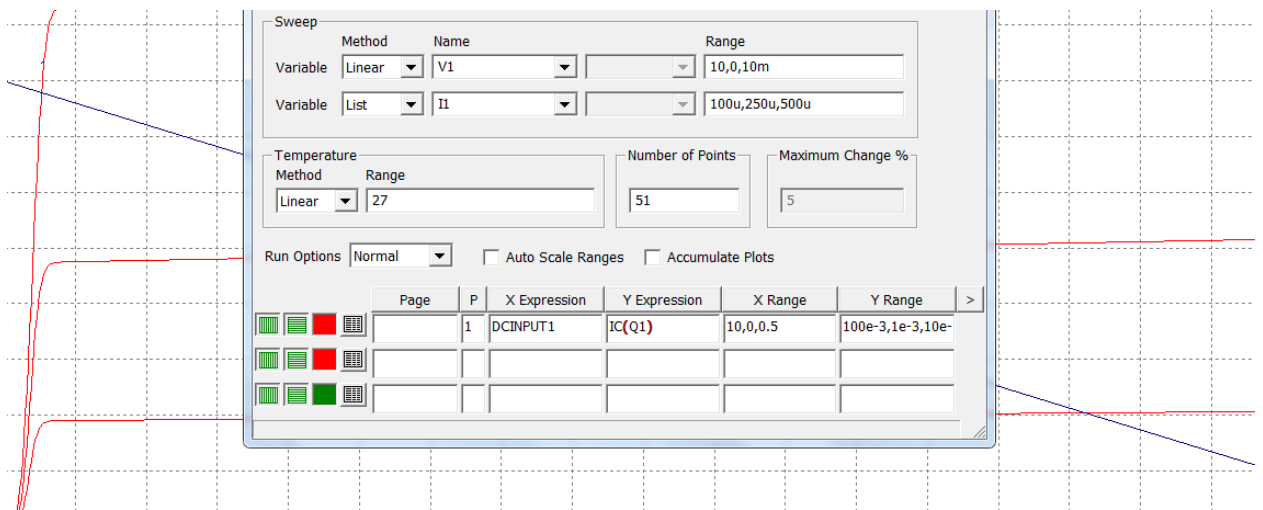 Sweep
Method Name Range
Variable Linear V1 10,0,10m
Variable List I1 100u,250u,500u
Temperature Number of Points Maximum Change %
Method Range
Linear 27 51 5
Run Options Normal Auto Scale Ranges Accumulate Plots
Page P X Expression Y Expression X Range Y Range >
1 DCINPUT1 IC(Q1) 10,0,0.5 100e-3,1e-3,10e-